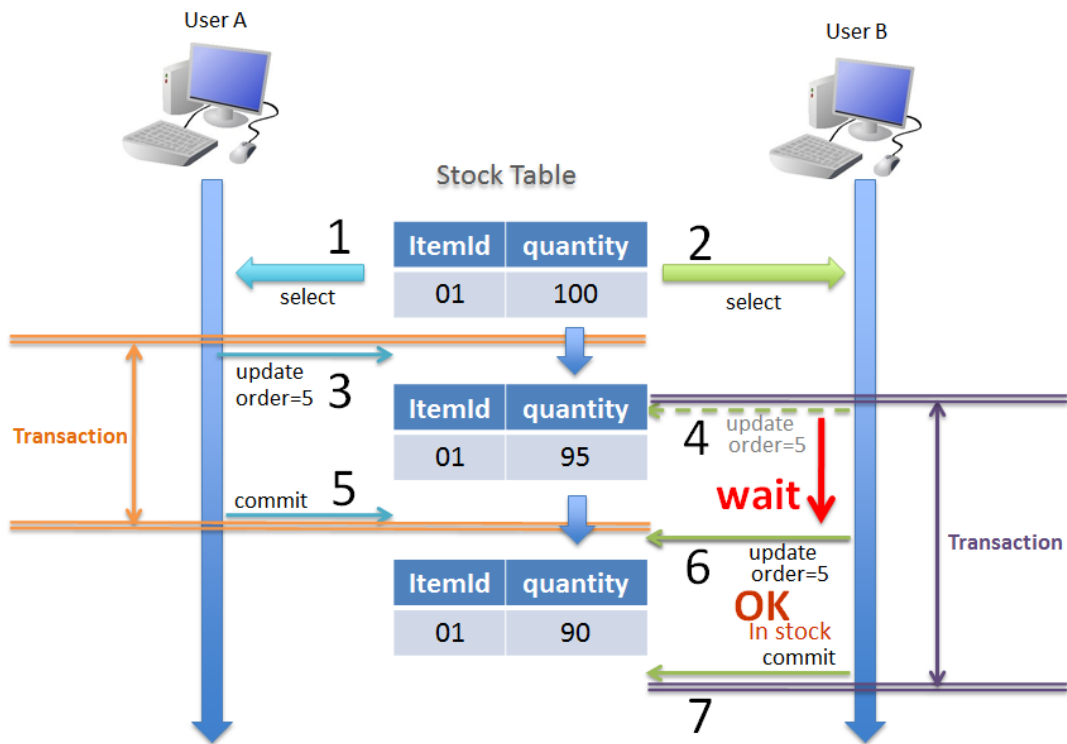 User A
User B
Stock Table
1
ItemId quantity
2
01 100
select
select
update
order=5
3
ItemId quantity
4
update
order=5
Transaction
01 95
wait
commit
5
update
order=5
6
Transaction
ItemId quantity
OK
01 90
In stock
commit
7